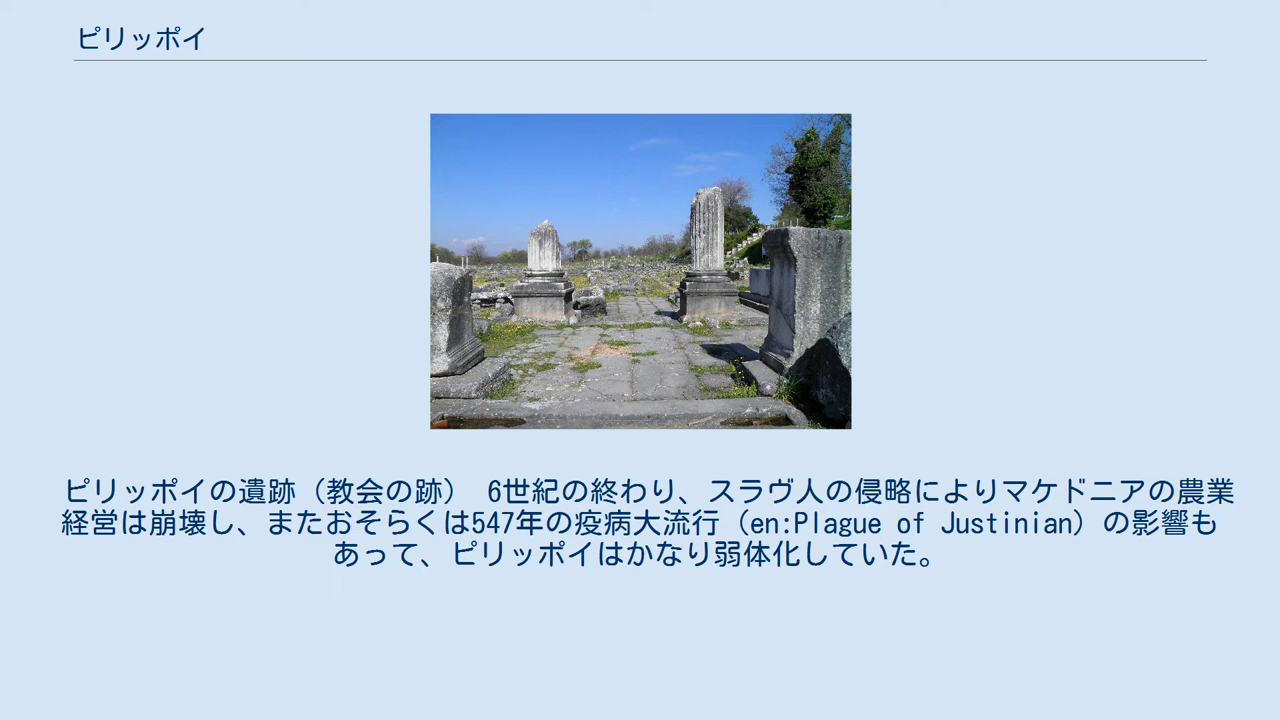 ピリッポイ
ピリッポイの遺跡（教会の跡） 6世紀の終わり、スラヴ人の侵略によりマケドニアの農業
経営は崩壊し、またおそらくは547年の疫病大流行（en:Plague of Justinian）の影響も
あって、ピリッポイはかなり弱体化していた。